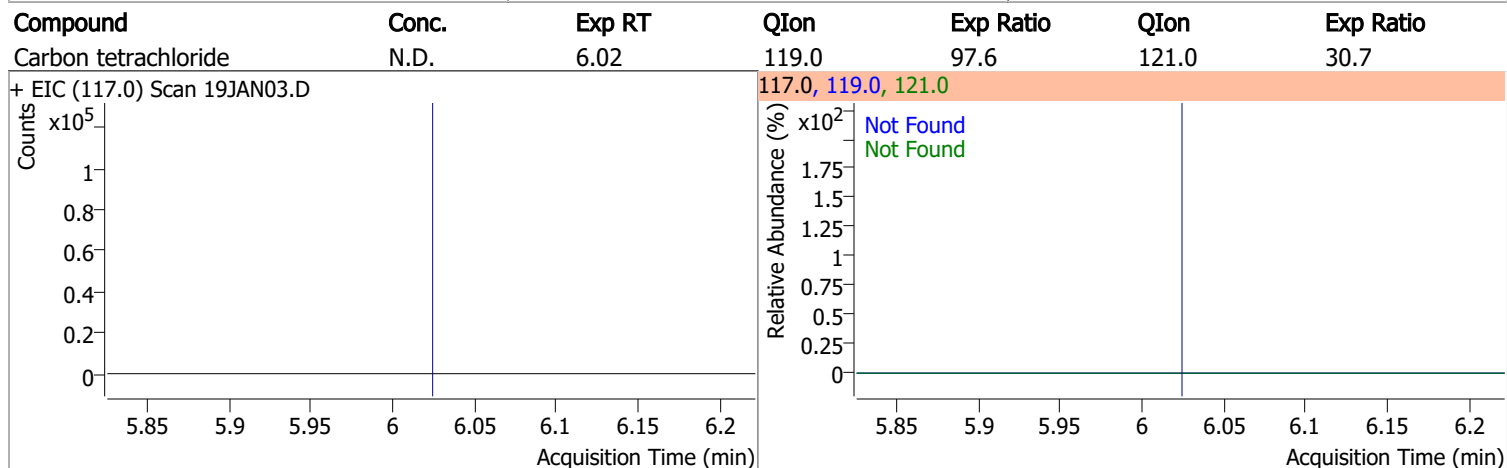 Compound Conc. Exp RT QIon Exp Ratio QIon Exp Ratio
Carbon tetrachloride N.D. 6.02 119.0 97.6 121.0 30.7
+ EIC (117.0) Scan 19JAN03.D
Counts
x10^5
1
0.8
0.6
0.4
0.2
0
5.85 5.9 5.95 6 6.05 6.1 6.15 6.2
Acquisition Time (min)
117.0, 119.0, 121.0
Relative Abundance (%)
x10^2
Not Found
Not Found
1.75
1.5
1.25
1
0.75
0.5
0.25
0
5.85 5.9 5.95 6 6.05 6.1 6.15 6.2
Acquisition Time (min)